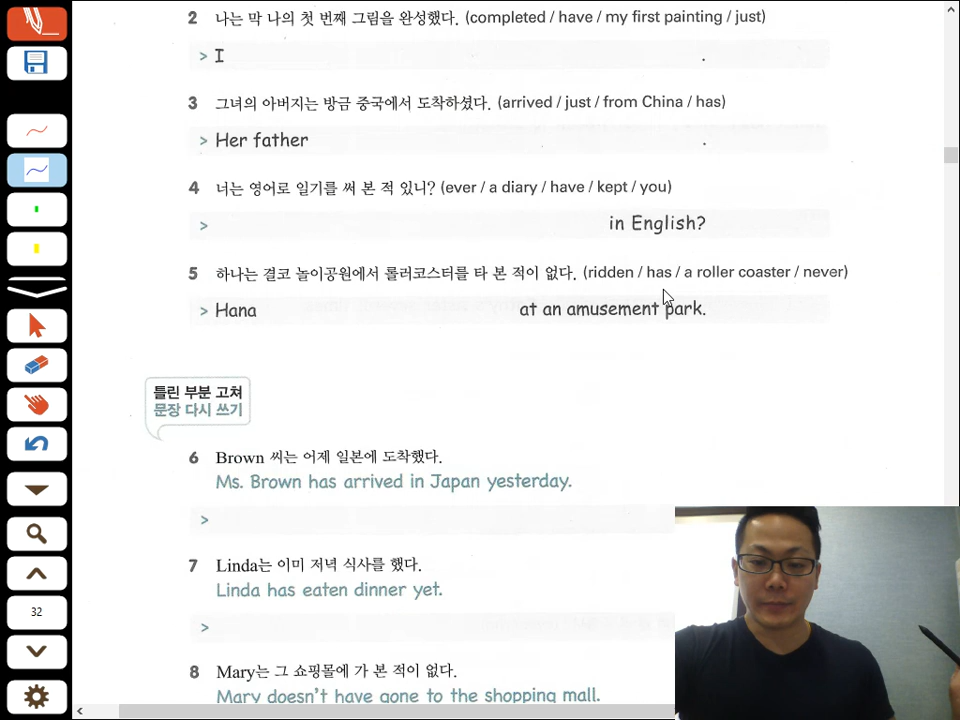 2 나는 막 나의 첫 번째 그림을 완성했다. (completed / have / my first painting / just)
> I .
3 그녀의 아버지는 방금 중국에서 도착하셨다. (arrived / just / from China / has)
> Her father .
4 너는 영어로 일기를 써 본 적 있니? (ever / a diary / have / kept / you)
> in English?
5 하나는 결코 놀이공원에서 롤러코스터를 타 본 적이 없다. (ridden / has / a roller coaster / never)
> Hana at an amusement park.
틀린 부분 고쳐
문장 다시 쓰기
6 Brown 씨는 어제 일본에 도착했다.
Ms. Brown has arrived in Japan yesterday.
>
7 Linda는 이미 저녁 식사를 했다.
Linda has eaten dinner yet.
>
32
8 Mary는 그 쇼핑몰에 가 본 적이 없다.
Mary doesn't have gone to the shopping mall.